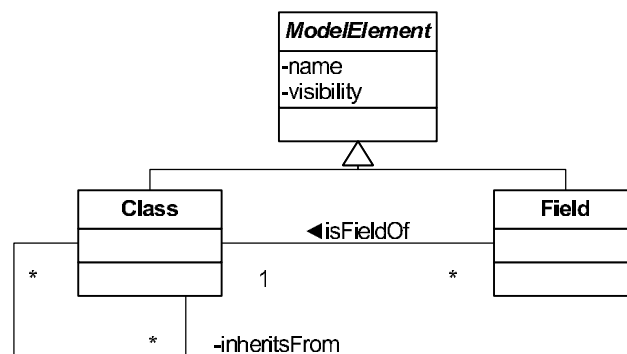 ModelElement
-name
-visibility
Class
Field
◄isFieldOf
*
1
*
*
-inheritsFrom